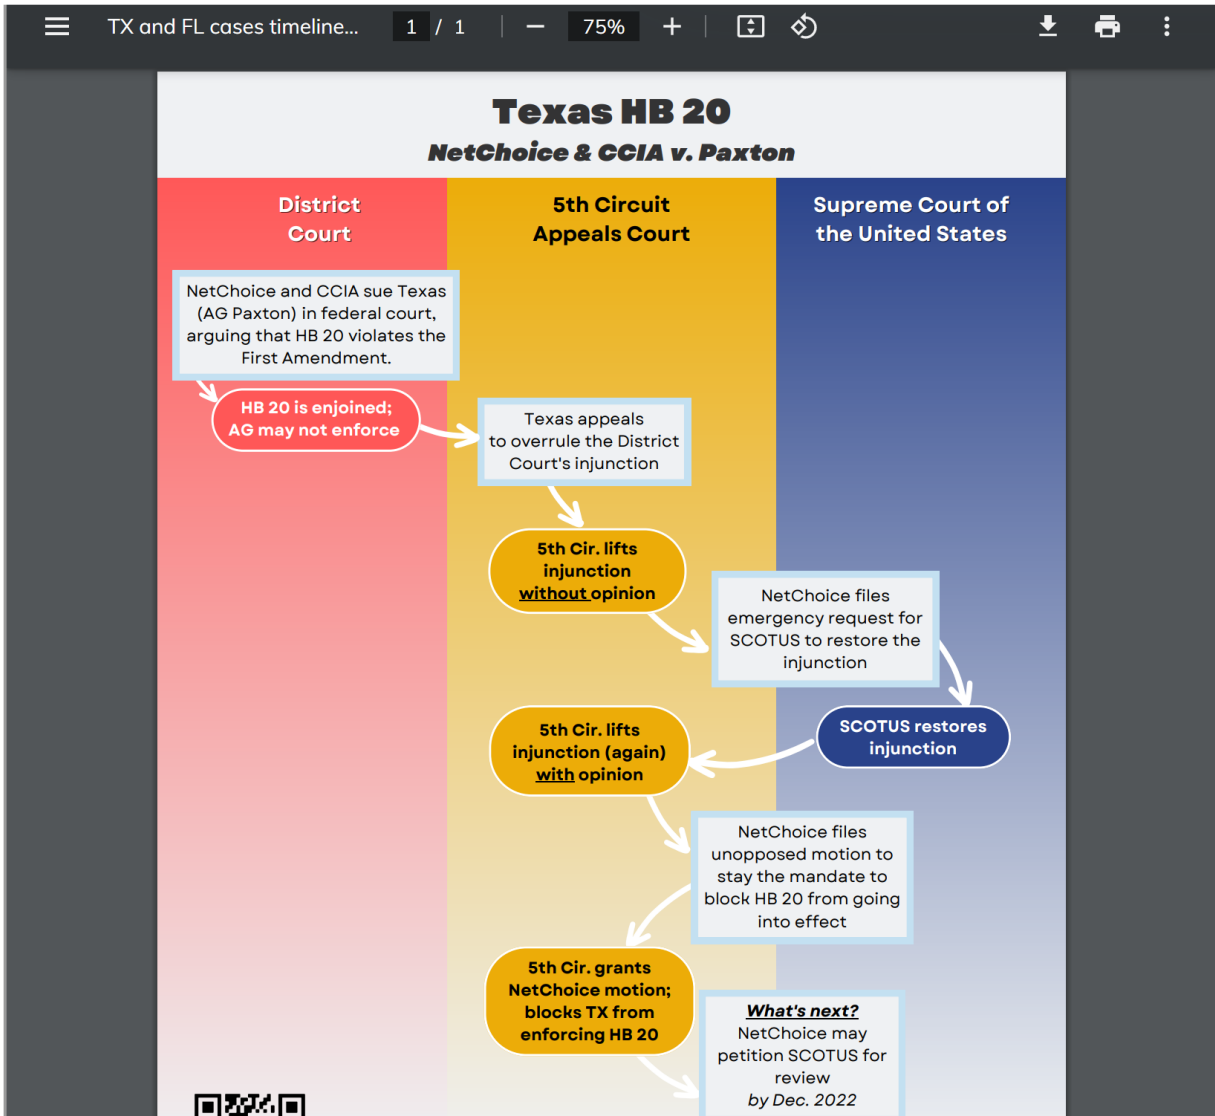 TX and FL cases timeline...
1 / 1
75%
Texas HB 20
NetChoice & CCIA v. Paxton
District
Court
5th Circuit
Appeals Court
Supreme Court of
the United States
NetChoice and CCIA sue Texas
(AG Paxton) in federal court,
arguing that HB 20 violates the
First Amendment.
HB 20 is enjoined;
AG may not enforce
Texas appeals
to overrule the District
Court's injunction
5th Cir. lifts
injunction
without opinion
NetChoice files
emergency request for
SCOTUS to restore the
injunction
SCOTUS restores
injunction
5th Cir. lifts
injunction (again)
with opinion
NetChoice files
unopposed motion to
stay the mandate to
block HB 20 from going
into effect
5th Cir. grants
NetChoice motion;
blocks TX from
enforcing HB 20
What's next?
NetChoice may
petition SCOTUS for
review
by Dec. 2022